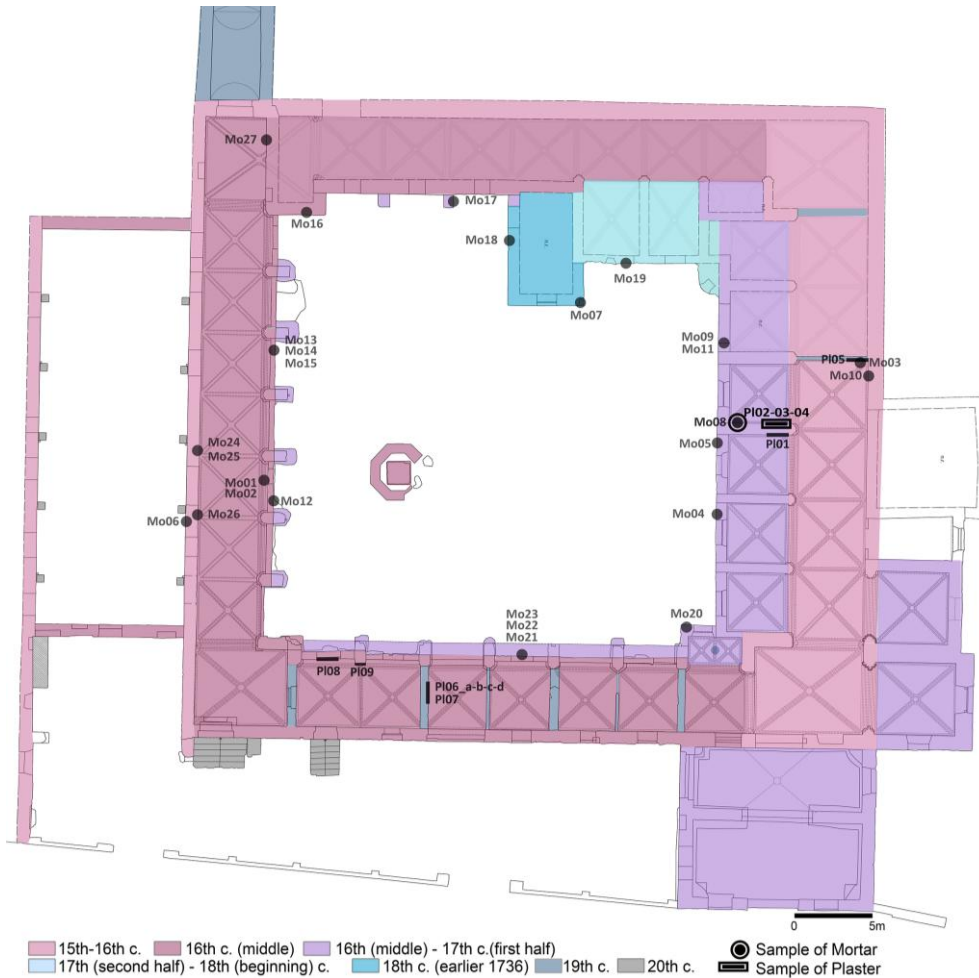 Mo27
Mo17
Mo16
Mo18
Mo19
Mo07
Mo13
Mo14
Mo15
Mo09
Mo11
Pl05
Mo03
Mo10
Mo08
Pl02-03-04
Mo05
Pl01
Mo24
Mo25
Mo01
Mo02
Mo12
Mo26
Mo06
Mo04
Mo23
Mo22
Mo21
Mo20
Pl08
Pl09
Pl06_a-b-c-d
Pl07
0 5m
15th-16th c. 16th c. (middle) 16th (middle) - 17th c.(first half)
17th (second half) - 18th (beginning) c. 18th c. (earlier 1736) 19th c. 20th c.
Sample of Mortar
Sample of Plaster